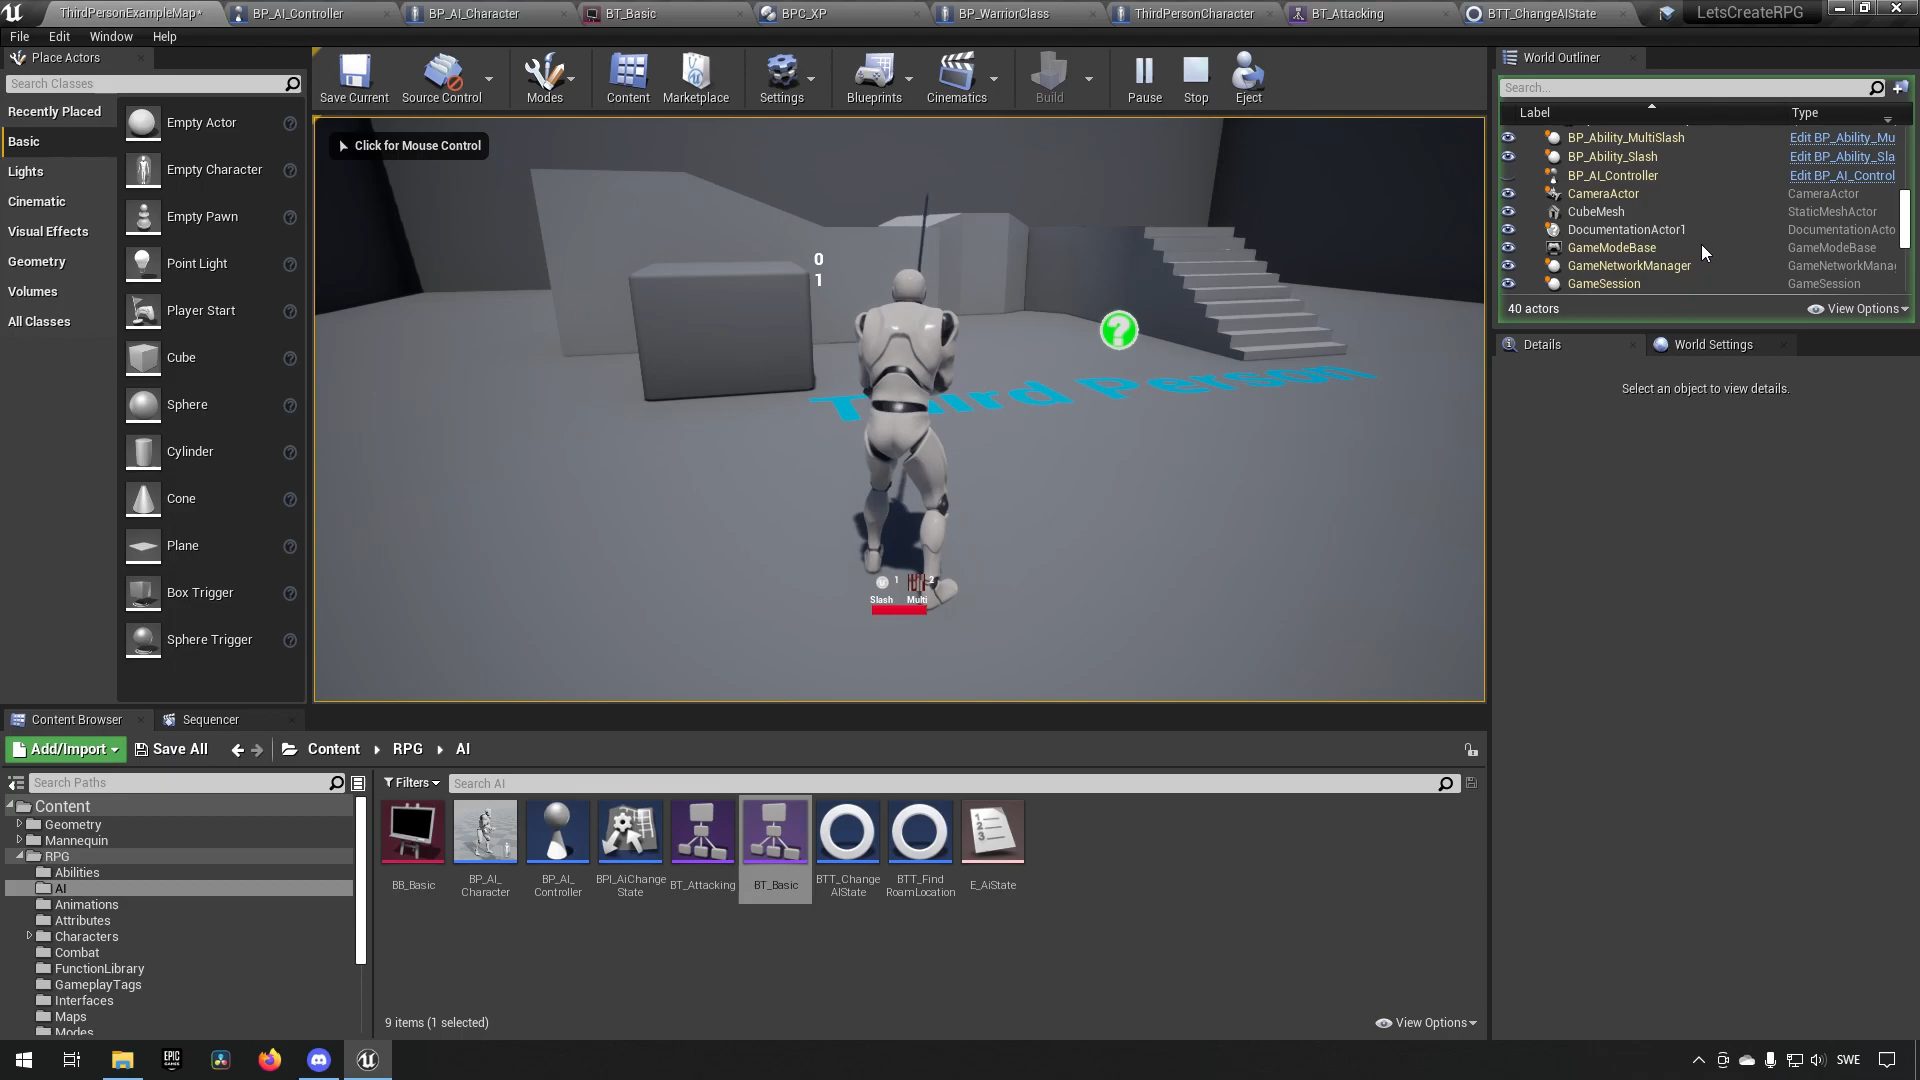 ThirdPersonExampleMap*
BP_AI_Controller
BP_AI_Character
BT_Basic
BPC_XP
BP_WarriorClass
ThirdPersonCharacter
BT_Attacking
BTT_ChangeAIState
LetsCreateRPG
File Edit Window Help
Place Actors
Search Classes
Recently Placed
Basic
Lights
Cinematic
Visual Effects
Geometry
Volumes
All Classes
Empty Actor
Empty Character
Empty Pawn
Point Light
Player Start
Cube
Sphere
Cylinder
Cone
Plane
Box Trigger
Sphere Trigger
Save Current
Source Control
Modes
Content
Marketplace
Settings
Blueprints
Cinematics
Build
Pause
Stop
Eject
Click for Mouse Control
0
1
Third Person
1 2
Slash Multi
World Outliner
Search...
Label Type
BP_Ability_MultiSlash Edit BP_Ability_Mu
BP_Ability_Slash Edit BP_Ability_Sla
BP_AI_Controller Edit BP_AI_Control
CameraActor CameraActor
CubeMesh StaticMeshActor
DocumentationActor1 DocumentationActo
GameModeBase GameModeBase
GameNetworkManager GameNetworkMana
GameSession GameSession
40 actors View Options
Details World Settings
Select an object to view details.
Content Browser Sequencer
Add/Import Save All Content RPG AI
Search Paths
Filters Search AI
Content
Geometry
Mannequin
RPG
Abilities
AI
Animations
Attributes
Characters
Combat
FunctionLibrary
GameplayTags
Interfaces
Maps
Modes
BB_Basic
BP_AI_
Character
BP_AI_
Controller
BPI_AiChange
State
BT_Attacking
BT_Basic
BTT_Change
AIState
BTT_Find
RoamLocation
E_AiState
9 items (1 selected) View Options
EPIC
GAMES
SWE